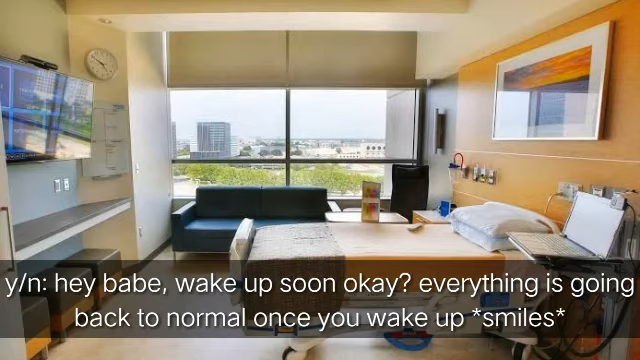 y/n: hey babe, wake up soon okay? everything is going
back to normal once you wake up *smiles*